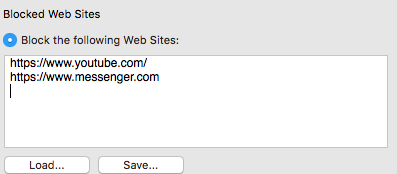 Blocked Web Sites
Block the following Web Sites:
https://www.youtube.com/
https://www.messenger.com
Load... Save...